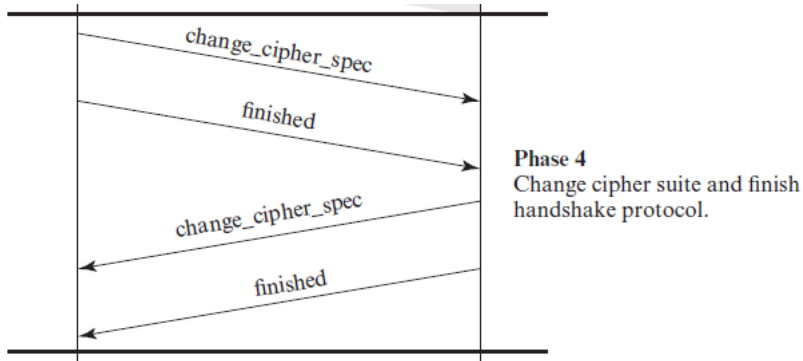 change_cipher_spec
finished
Phase 4
Change cipher suite and finish
handshake protocol.
change_cipher_spec
finished